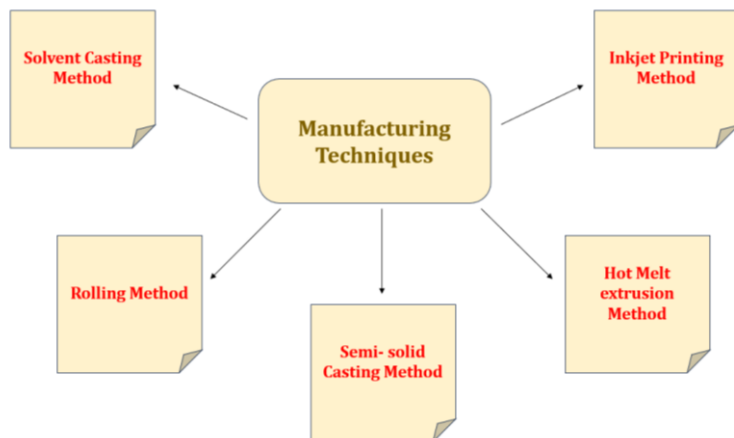 Solvent Casting
Method
Inkjet Printing
Method
Manufacturing
Techniques
Rolling Method
Hot Melt
extrusion
Method
Semi- solid
Casting Method